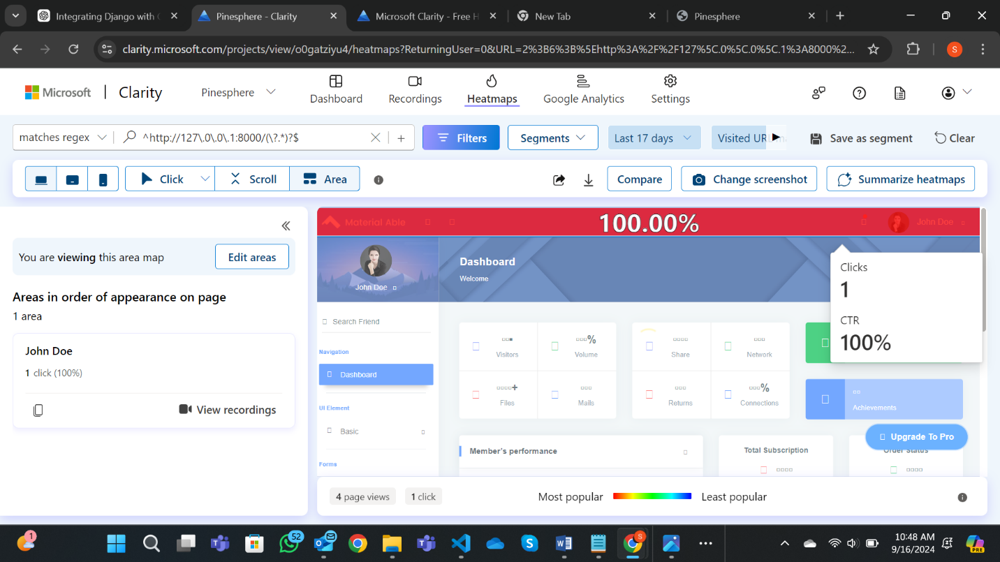 Integrating Django with
Pinesphere - Clarity
Microsoft Clarity - Free H
New Tab
Pinesphere
clarity.microsoft.com/projects/view/o0gatziyu4/heatmaps?ReturningUser=0&URL=2%3B6%3B%5Ehttp%3A%2F%2F127%5C.0%5C.0%5C.1%3A8000%2...
S
Microsoft | Clarity
Pinesphere
Dashboard
Recordings
Heatmaps
Google Analytics
Settings
matches regex
^http://127\.0\.0\.1:8000/(\?.*)?$
Filters
Segments
Last 17 days
Visited UR
Save as segment
Clear
Click
Scroll
Area
Compare
Change screenshot
Summarize heatmaps
You are viewing this area map
Edit areas
Areas in order of appearance on page
1 area
John Doe
1 click (100%)
View recordings
Material Able
100.00%
John Doe
John Doe
Dashboard
Welcome
Clicks
1
CTR
100%
Search Friend
Navigation
Dashboard
UI Element
Basic
Forms
Visitors
%
Volume
Share
Network
+
Files
Mails
Returns
%
Connections
Achievements
Upgrade To Pro
Member's performance
Total Subscription
Order Status
4 page views
1 click
Most popular
Least popular
1
52
S
10:48 AM
9/16/2024
PRE